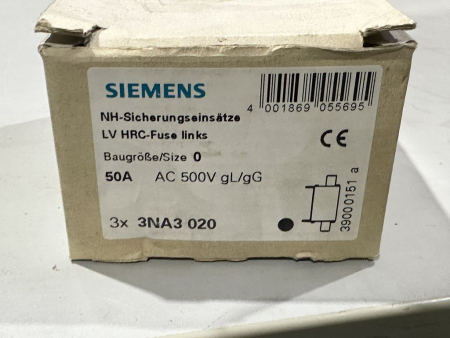 SIEMENS
4 001869 055695
NH-Sicherungseinsätze
LV HRC-Fuse links
CE
Baugröße/Size 0
50A AC 500V gL/gG
3x 3NA3 020
39000151 a